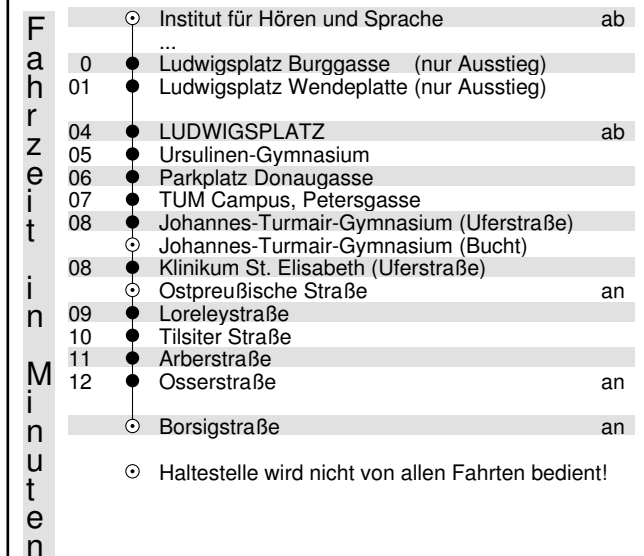 Fahrzeit in Minuten
Institut für Hören und Sprache ab
...
0 Ludwigsplatz Burggasse (nur Ausstieg)
01 Ludwigsplatz Wendeplatte (nur Ausstieg)
04 LUDWIGSPLATZ ab
05 Ursulinen-Gymnasium
06 Parkplatz Donaugasse
07 TUM Campus, Petersgasse
08 Johannes-Turmair-Gymnasium (Uferstraße)
Johannes-Turmair-Gymnasium (Bucht)
08 Klinikum St. Elisabeth (Uferstraße)
Ostpreußische Straße an
09 Loreleystraße
10 Tilsiter Straße
11 Arberstraße
12 Osserstraße an
Borsigstraße an
Haltestelle wird nicht von allen Fahrten bedient!